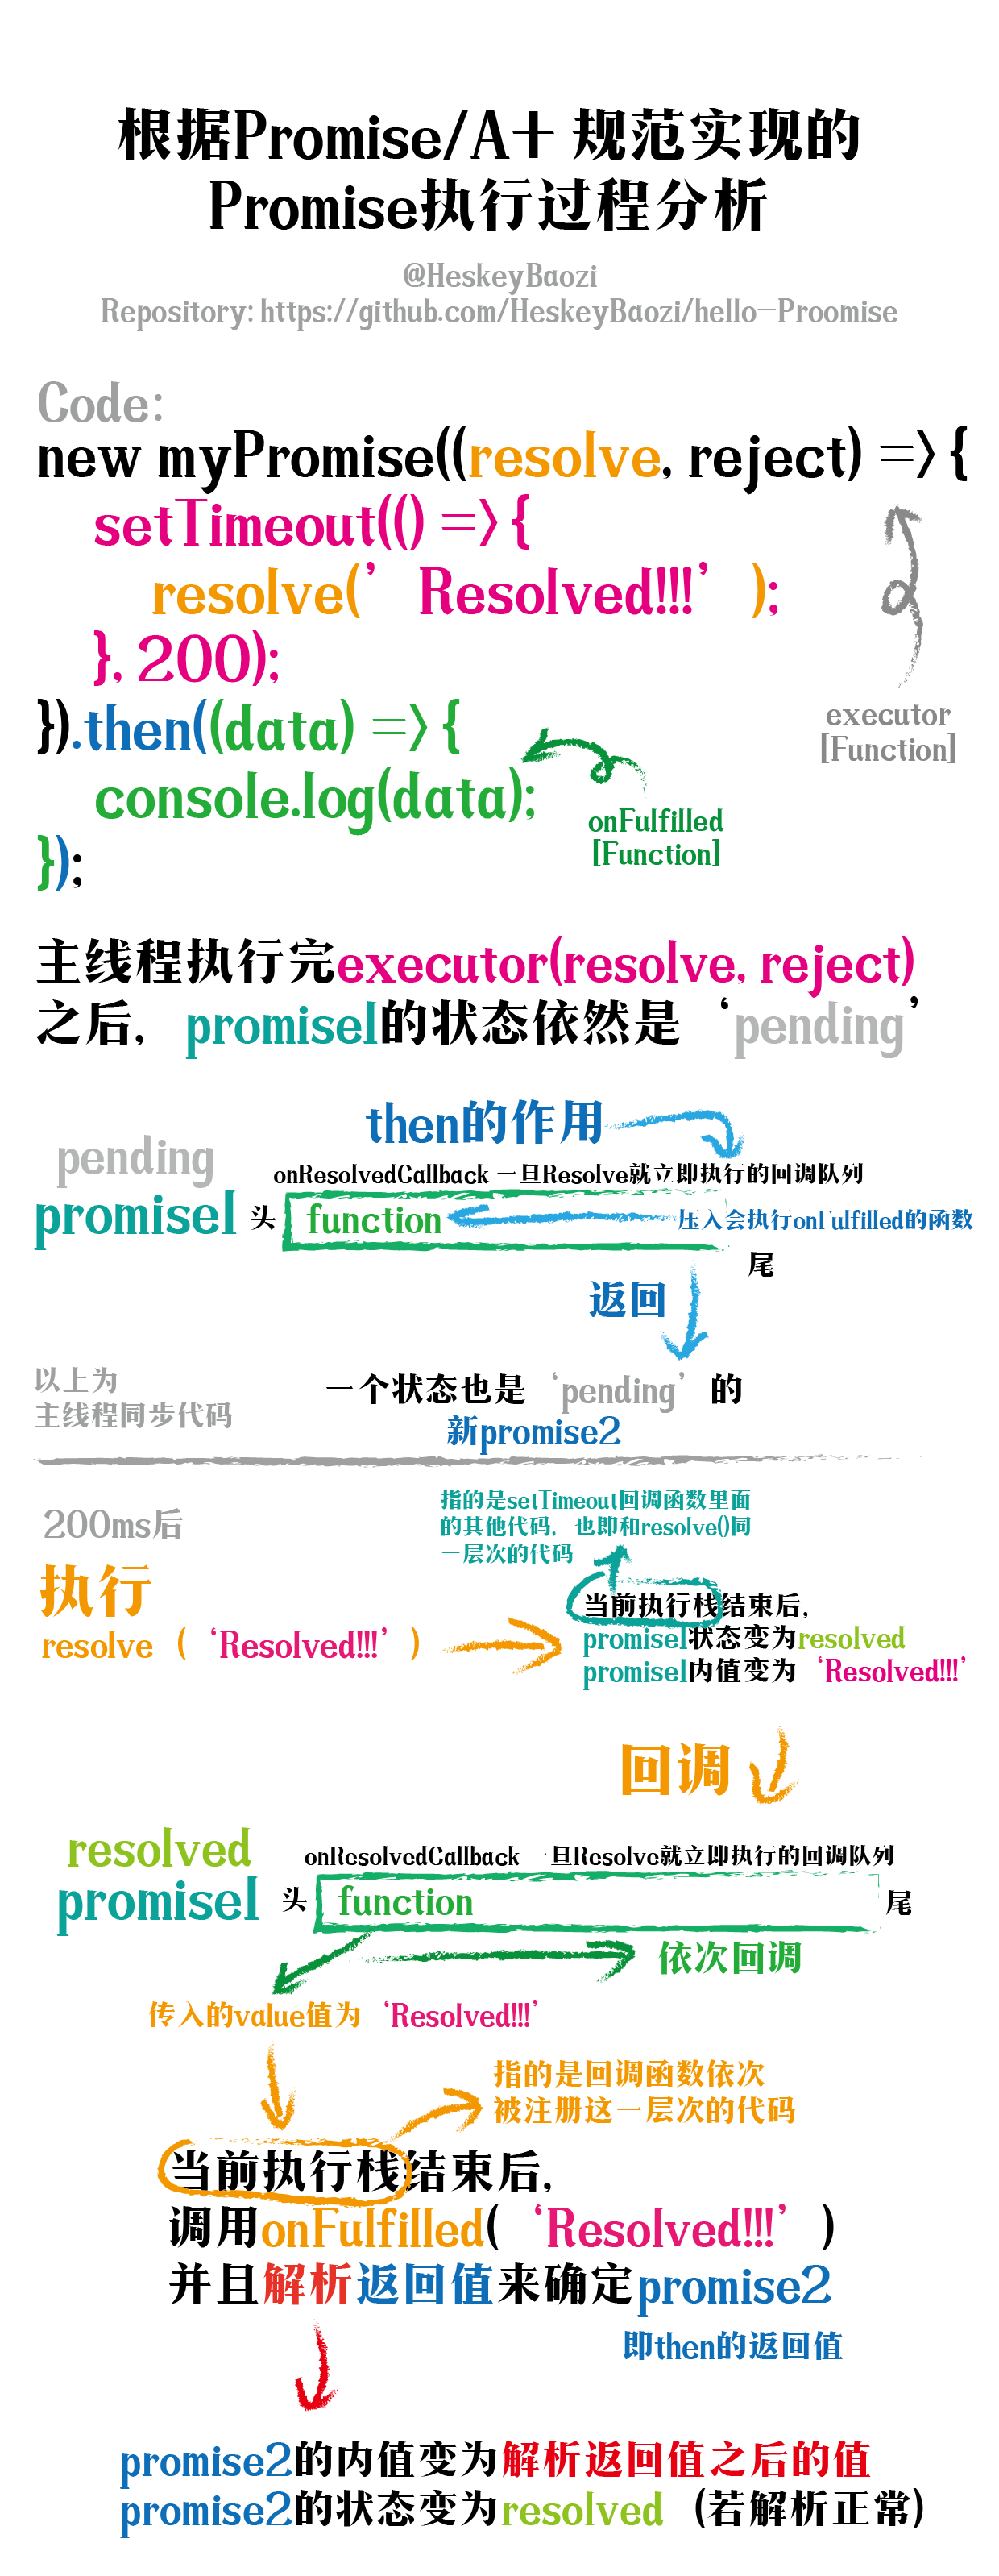 根据Promise/A+ 规范实现的
Promise执行过程分析
@HeskeyBaozi
Repository: https://github.com/HeskeyBaozi/hello-Proomise
Code:
new myPromise((resolve, reject) => {
setTimeout(() => {
resolve(’Resolved!!!’);
}, 200);
}).then((data) => {
console.log(data);
});
executor
[Function]
onFulfilled
[Function]
主线程执行完executor(resolve, reject)
之后，promise1的状态依然是‘pending’
then的作用
pending
promise1
onResolvedCallback 一旦Resolve就立即执行的回调队列
头
function
压入会执行onFulfilled的函数
尾
返回
以上为
主线程同步代码
一个状态也是‘pending’的
新promise2
200ms后
执行
resolve（‘Resolved!!!’）
指的是setTimeout回调函数里面
的其他代码，也即和resolve()同
一层次的代码
当前执行栈结束后，
promise1状态变为resolved
promise1内值变为‘Resolved!!!’
回调
resolved
promise1
onResolvedCallback 一旦Resolve就立即执行的回调队列
头
function
尾
依次回调
传入的value值为‘Resolved!!!’
指的是回调函数依次
被注册这一层次的代码
当前执行栈结束后，
调用onFulfilled(‘Resolved!!!’)
并且解析返回值来确定promise2
即then的返回值
promise2的内值变为解析返回值之后的值
promise2的状态变为resolved（若解析正常）